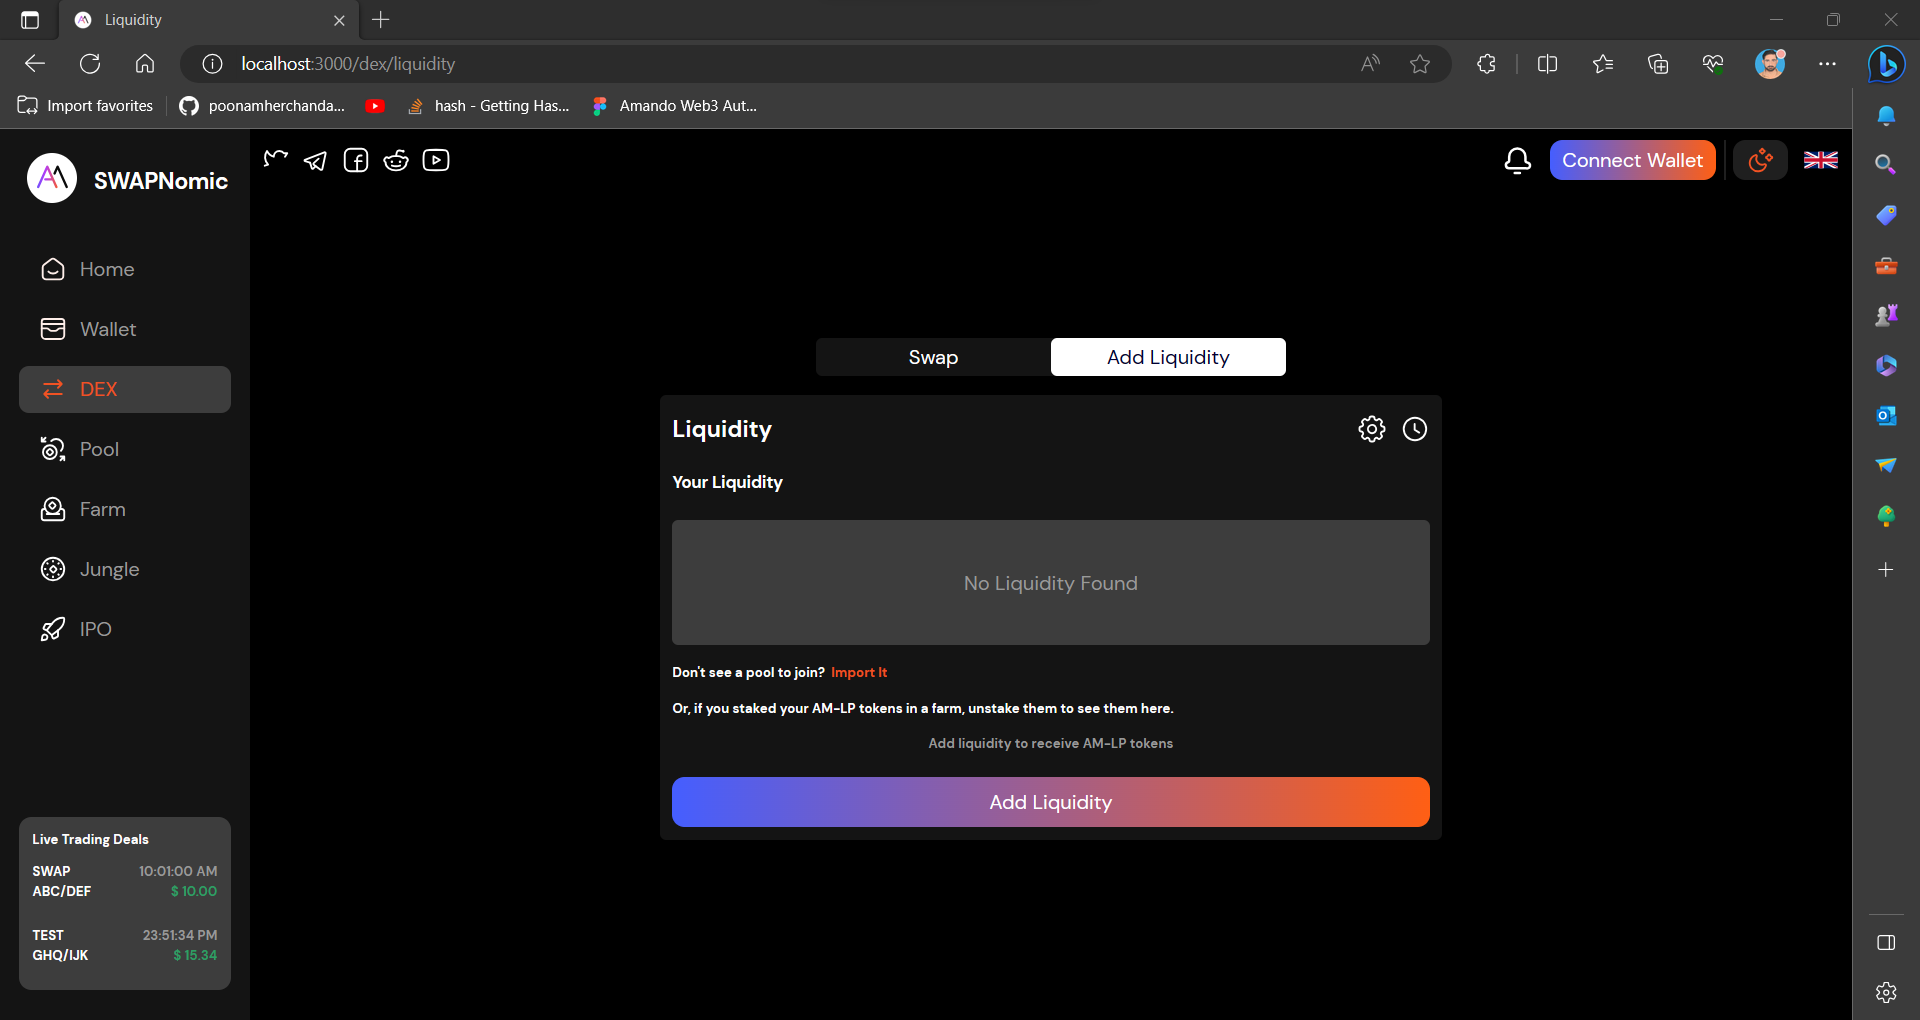 Liquidity
localhost:3000/dex/liquidity
Import favorites
poonamherchanda...
hash - Getting Has...
Amando Web3 Aut...
SWAPNomic
Connect Wallet
Home
Wallet
DEX
Pool
Farm
Jungle
IPO
Swap
Add Liquidity
Liquidity
Your Liquidity
No Liquidity Found
Don't see a pool to join? Import It
Or, if you staked your AM-LP tokens in a farm, unstake them to see them here.
Add liquidity to receive AM-LP tokens
Add Liquidity
Live Trading Deals
SWAP 10:01:00 AM
ABC/DEF $ 10.00
TEST 23:51:34 PM
GHQ/IJK $ 15.34